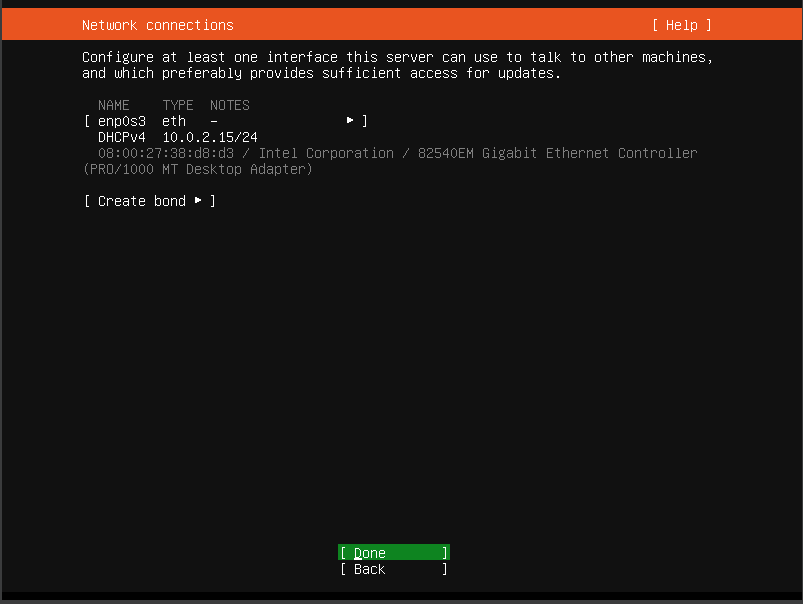 Network connections [ Help ]
Configure at least one interface this server can use to talk to other machines,
and which preferably provides sufficient access for updates.
NAME TYPE NOTES
[ enp0s3 eth - ▸ ]
DHCPv4 10.0.2.15/24
08:00:27:38:d8:d3 / Intel Corporation / 82540EM Gigabit Ethernet Controller
(PRO/1000 MT Desktop Adapter)
[ Create bond ▸ ]
[ Done ]
[ Back ]